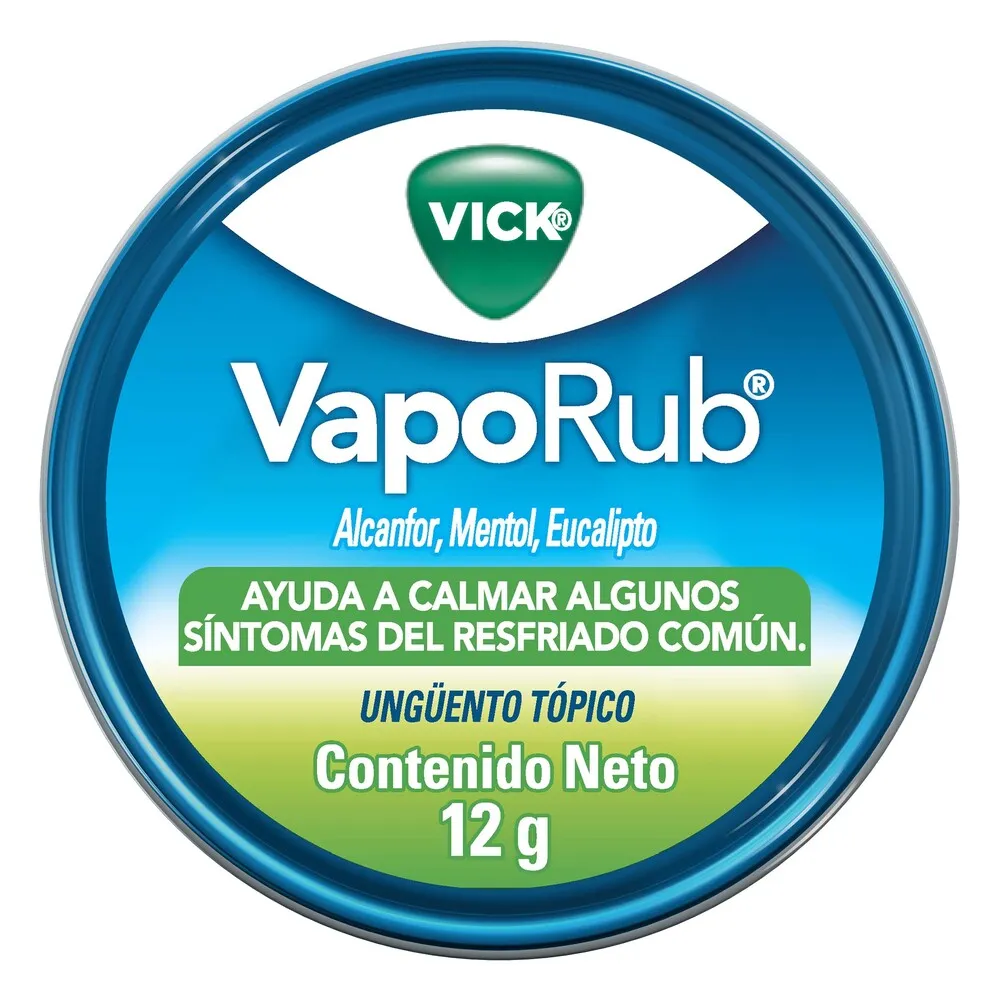 VICK®
VapoRub®
Alcanfor, Mentol, Eucalipto
AYUDA A CALMAR ALGUNOS
SÍNTOMAS DEL RESFRIADO COMÚN.
UNGÜENTO TÓPICO
Contenido Neto
12 g